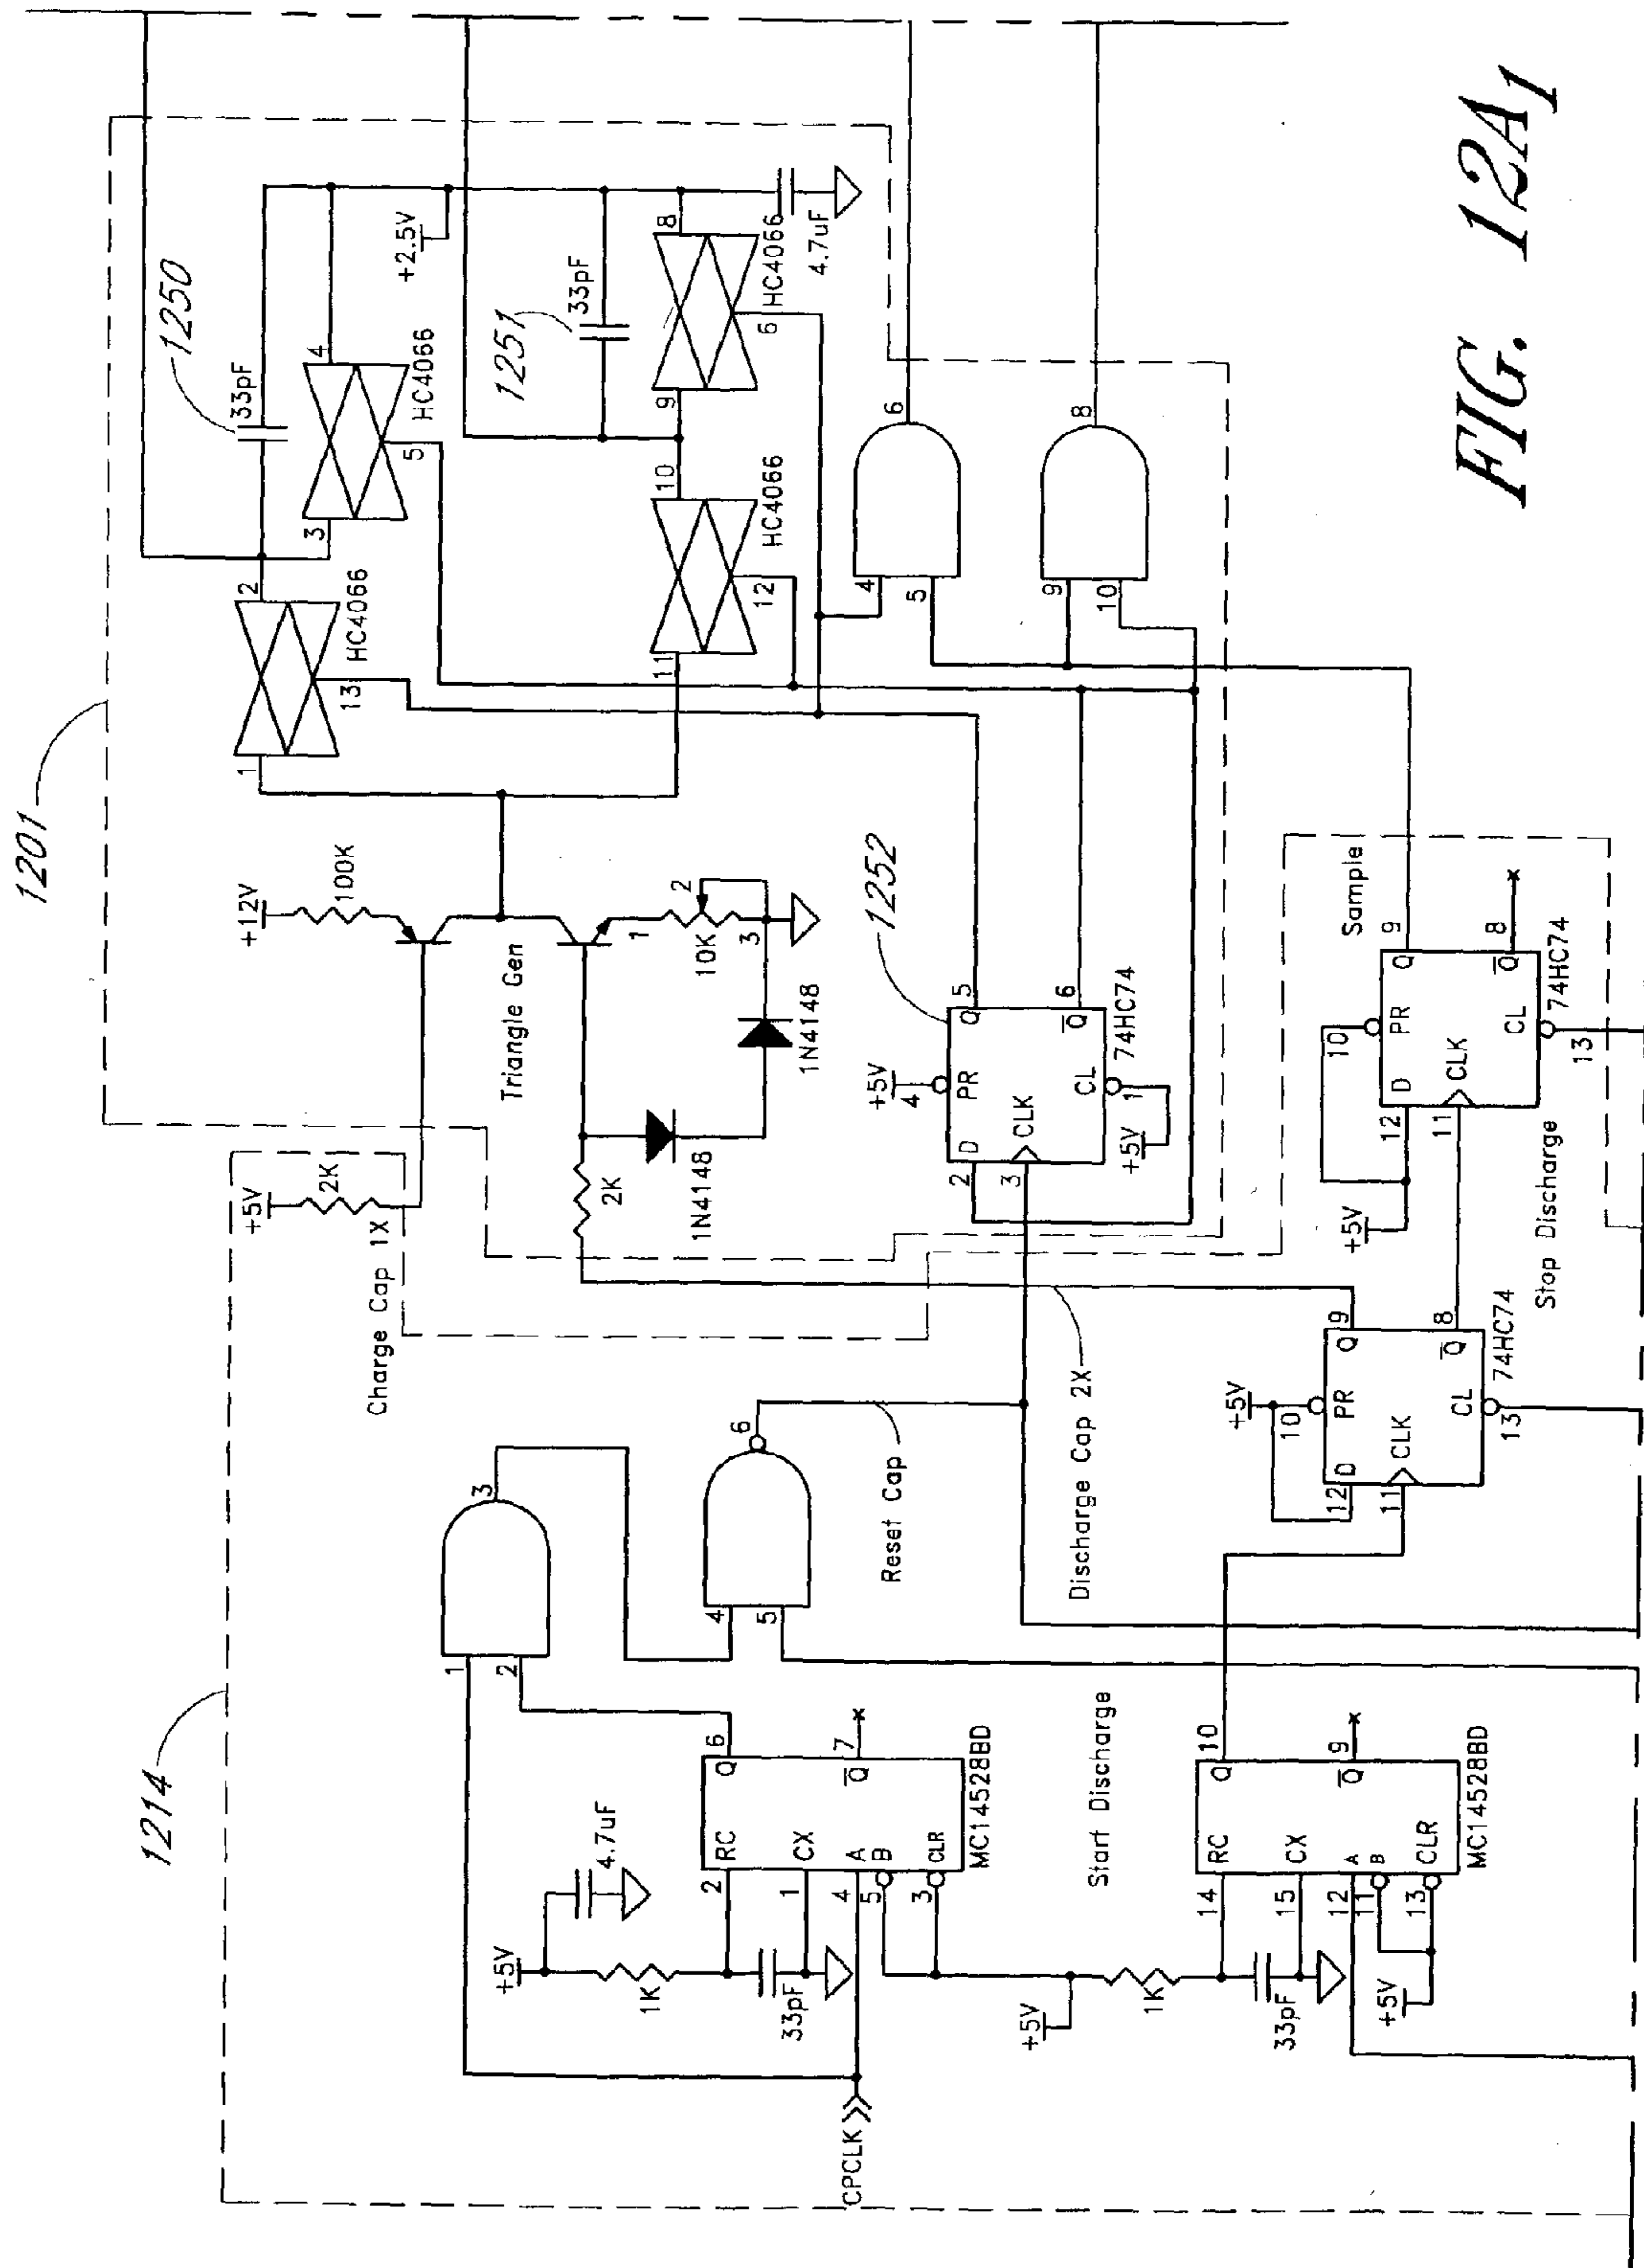 1201
1250
33pF
2
1
HC4066
13
3
4
HC4066
5
+2.5V
1251
33pF
10
11
HC4066
12
9
8
HC4066
6
4.7uF
4
5
6
9
10
8
+12V
100K
Triangle Gen
1
2
10K
3
2K
1N4148
1N4148
1252
+5V
4
PR
D
Q
2
5
CLK
3
Q
6
CL
1
+5V
74HC74
Sample
10
PR
D
Q
12
9
CLK
11
Q
8
CL
13
74HC74
+5V
Stop Discharge
1214
+5V
2K
Charge Cap 1X
1
2
3
4
5
6
Reset Cap
Discharge Cap 2X
+5V
10
PR
D
Q
12
9
CLK
11
Q
8
CL
13
74HC74
+5V
4.7uF
1K
33pF
2
RC
Q
6
1
CX
4
A
5
B
3
CLR
Q
7
MC14528BD
CPCLK
Start Discharge
+5V
1K
33pF
14
RC
Q
10
15
CX
12
A
11
B
13
CLR
Q
9
MC14528BD
+5V
FIG. 12A1